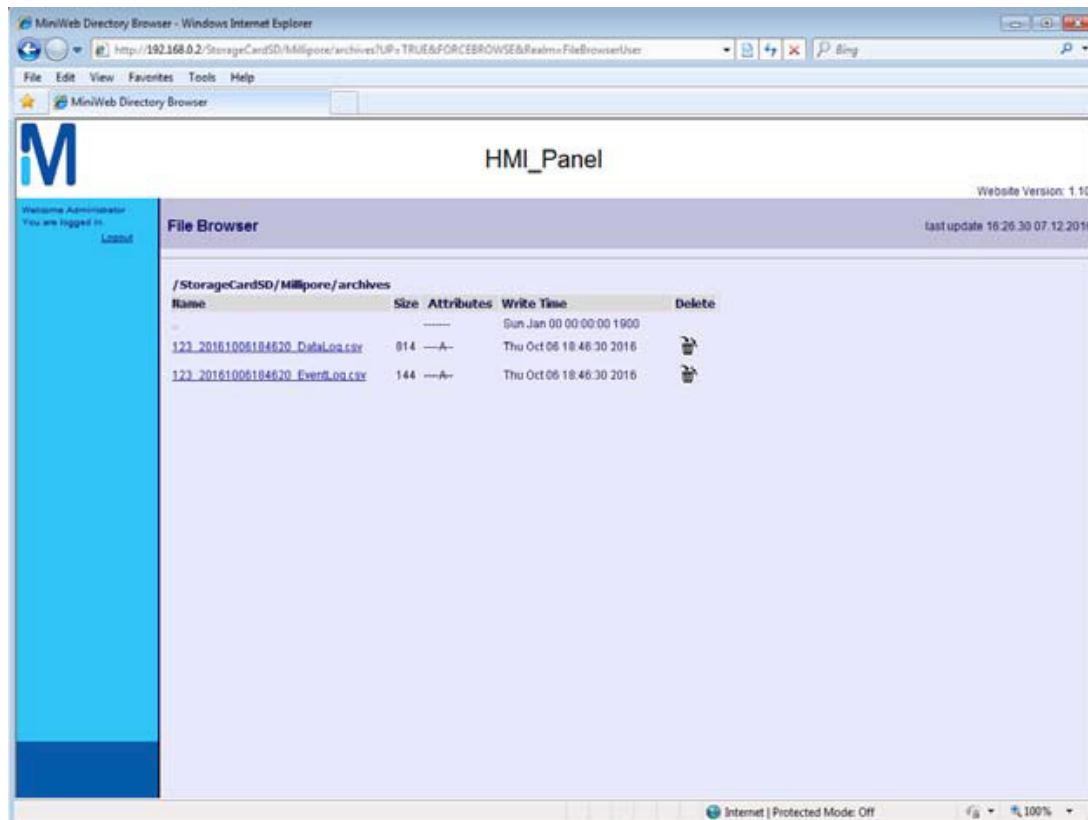 MiniWeb Directory Browser - Windows Internet Explorer
http://192.168.0.2/StorageCardSD/Millipore/archives?UP=TRUE&FORCEBROWSE&Realm=FileBrowserUser
Bing
File Edit View Favorites Tools Help
MiniWeb Directory Browser
M
HMI_Panel
Website Version: 1.10
Welcome Administrator
You are logged in.
Logout
File Browser
last update 16:26:30 07.12.2016
/StorageCardSD/Millipore/archives
Name Size Attributes Write Time Delete
.. ------- Sun Jan 00 00:00:00 1900
123_20161006184620_DataLog.csv 814 ----A-- Thu Oct 06 18:46:30 2016
123_20161006184620_EventLog.csv 144 ----A-- Thu Oct 06 18:46:30 2016
Internet | Protected Mode: Off
100%